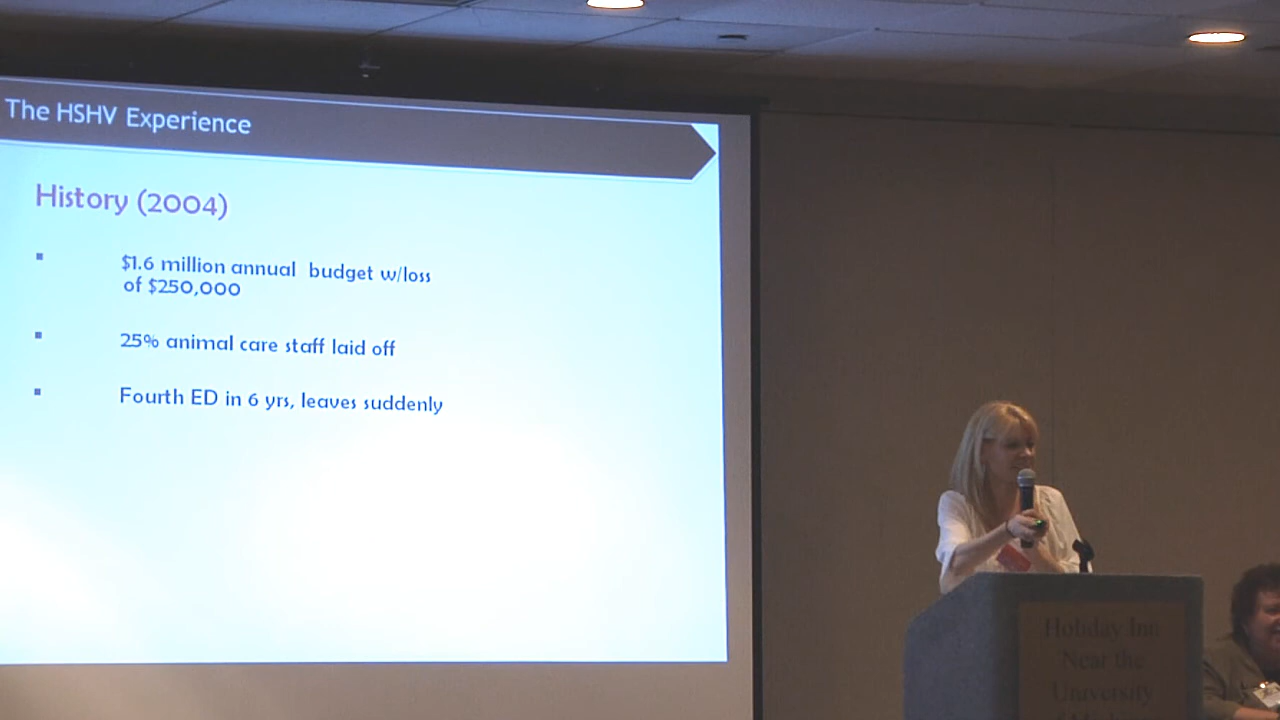 The HSHV Experience
History (2004)
$1.6 million annual budget w/loss
of $250,000
25% animal care staff laid off
Fourth ED in 6 yrs, leaves suddenly
Holiday Inn
Near the
University